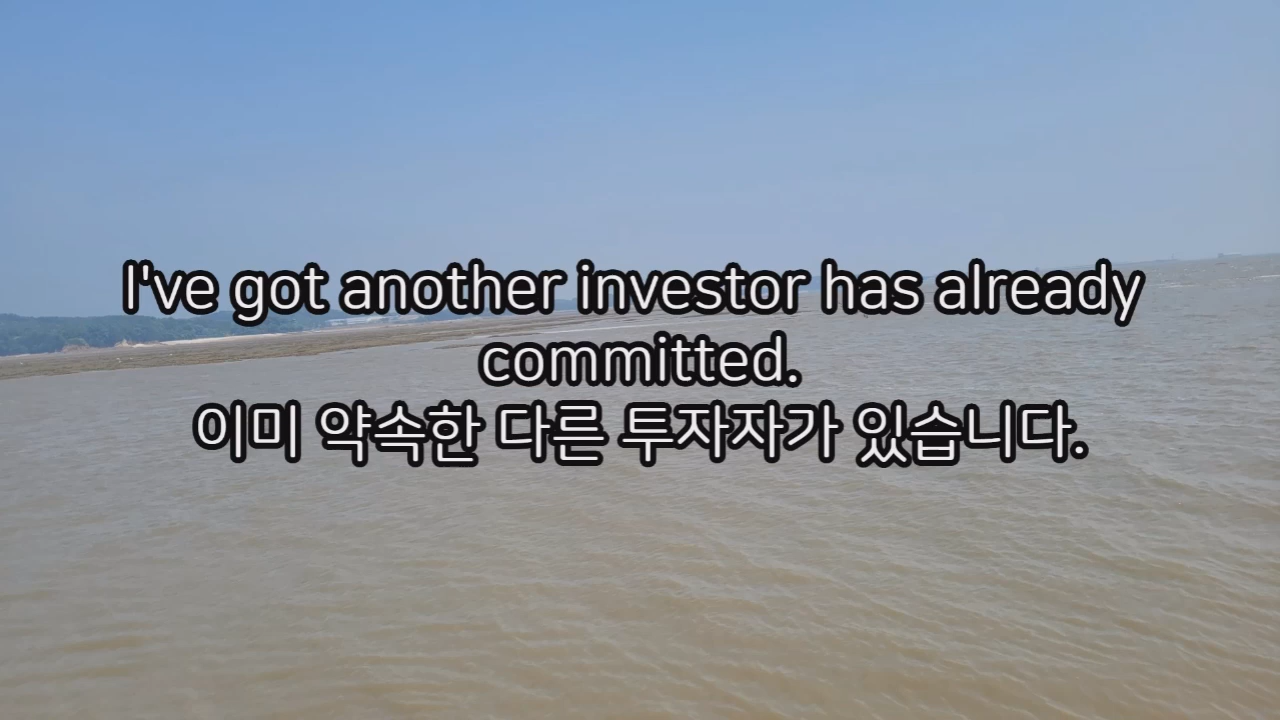 I've got another investor has already
committed.
이미 약속한 다른 투자자가 있습니다.